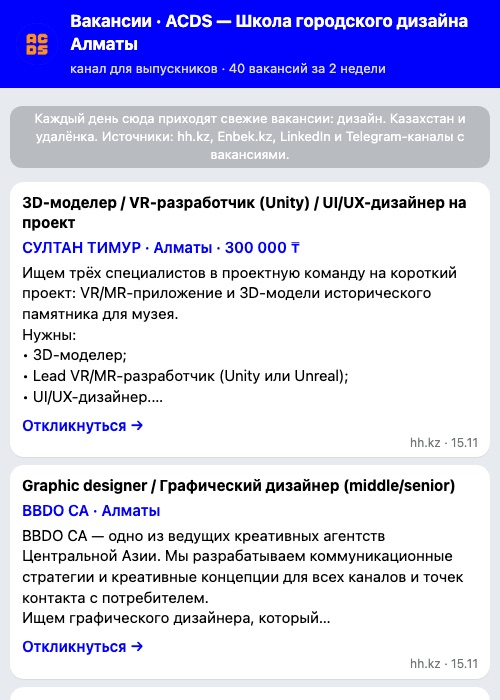 AC
DS
Вакансии · ACDS — Школа городского дизайна
Алматы
канал для выпускников · 40 вакансий за 2 недели
Каждый день сюда приходят свежие вакансии: дизайн. Казахстан и
удалёнка. Источники: hh.kz, Enbek.kz, LinkedIn и Telegram-каналы с
вакансиями.
3D-моделер / VR-разработчик (Unity) / UI/UX-дизайнер на
проект
СУЛТАН ТИМУР · Алматы · 300 000 ₸
Ищем трёх специалистов в проектную команду на короткий
проект: VR/MR-приложение и 3D-модели исторического
памятника для музея.
Нужны:
• 3D-моделер;
• Lead VR/MR-разработчик (Unity или Unreal);
• UI/UX-дизайнер....
Откликнуться →
hh.kz · 15.11
Graphic designer / Графический дизайнер (middle/senior)
BBDO CA · Алматы
BBDO CA — одно из ведущих креативных агентств
Центральной Азии. Мы разрабатываем коммуникационные
стратегии и креативные концепции для всех каналов и точек
контакта с потребителем.
Ищем графического дизайнера, который...
Откликнуться →
hh.kz · 15.11